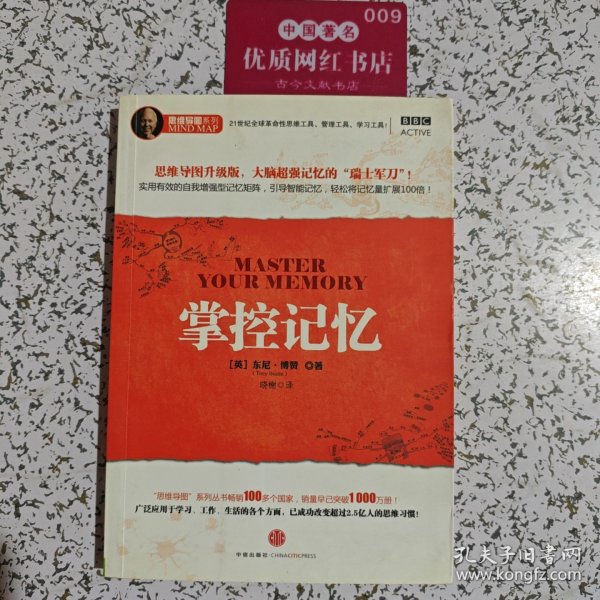 009
中国著名
优质网红书店
古今文献书店
思维导图系列
MIND MAP
21世纪全球革命性思维工具、管理工具、学习工具！
BBC
ACTIVE
思维导图升级版，大脑超强记忆的“瑞士军刀”！
实用有效的自我增强型记忆矩阵，引导智能记忆，轻松将记忆量扩展100倍！
MASTER
YOUR MEMORY
掌控记忆
［英］东尼·博赞 ◎著
（Tony Buzan）
晓榭◎译
“思维导图”系列丛书畅销100多个国家，销量早已突破1000万册！
广泛应用于学习、工作、生活的各个方面，已成功改变超过2.5亿人的思维习惯！
中信出版社·CHINACITICPRESS
孔夫子旧书网
www.kongfz.com